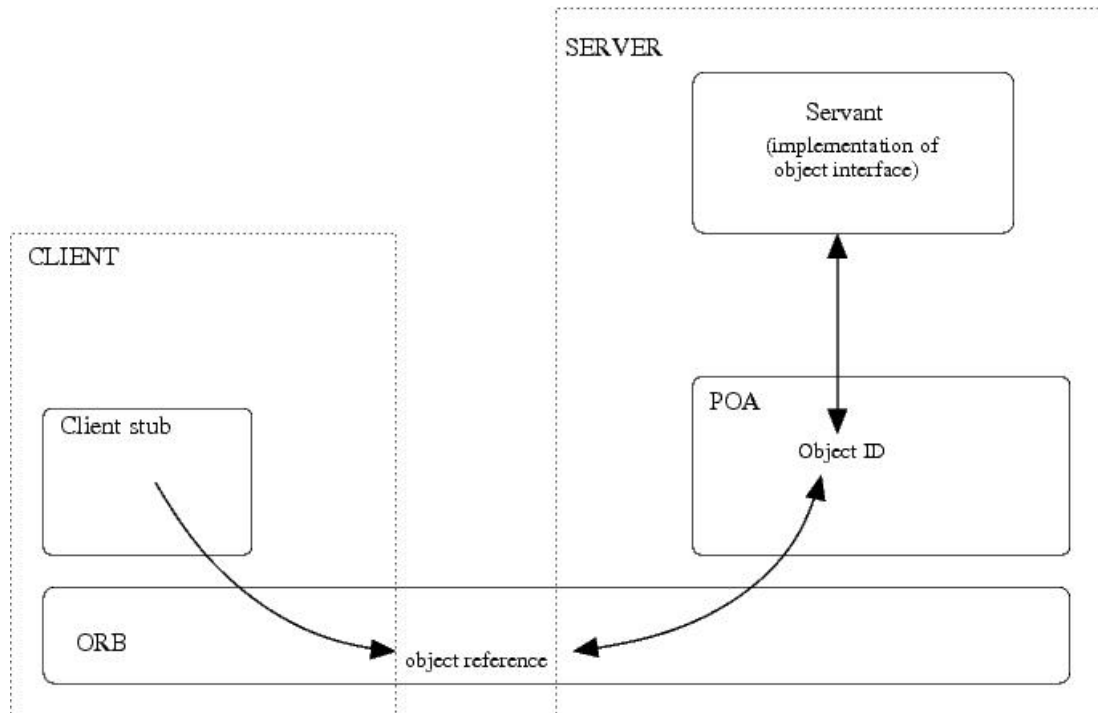 SERVER
Servant
(implementation of
object interface)
CLIENT
POA
Client stub
Object ID
ORB
object reference